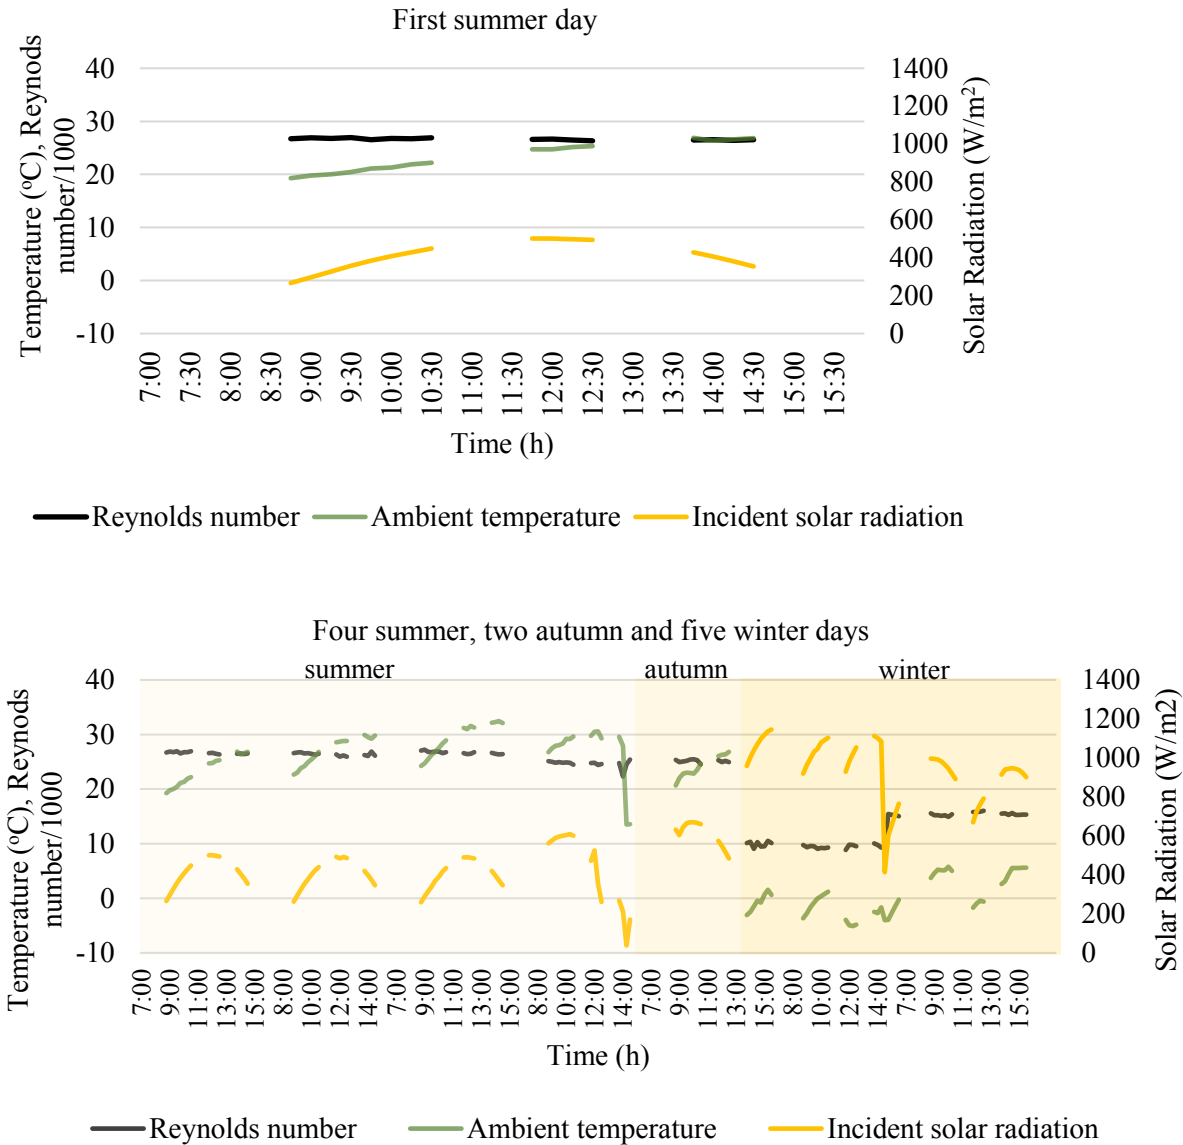 First summer day
Temperature (°C), Reynods
number/1000
40
30
20
10
0
-10
1400
1200
1000
800
600
400
200
0
Solar Radiation (W/m²)
7:00 7:30 8:00 8:30 9:00 9:30 10:00 10:30 11:00 11:30 12:00 12:30 13:00 13:30 14:00 14:30 15:00 15:30
Time (h)
Reynolds number Ambient temperature Incident solar radiation
Four summer, two autumn and five winter days
summer autumn winter
Temperature (°C), Reynods
number/1000
40
30
20
10
0
-10
1400
1200
1000
800
600
400
200
0
Solar Radiation (W/m2)
7:00 9:00 11:00 13:00 15:00 8:00 10:00 12:00 14:00 7:00 9:00 11:00 13:00 15:00 8:00 10:00 12:00 14:00 7:00 9:00 11:00 13:00 15:00 8:00 10:00 12:00 14:00 7:00 9:00 11:00 13:00 15:00
Time (h)
Reynolds number Ambient temperature Incident solar radiation